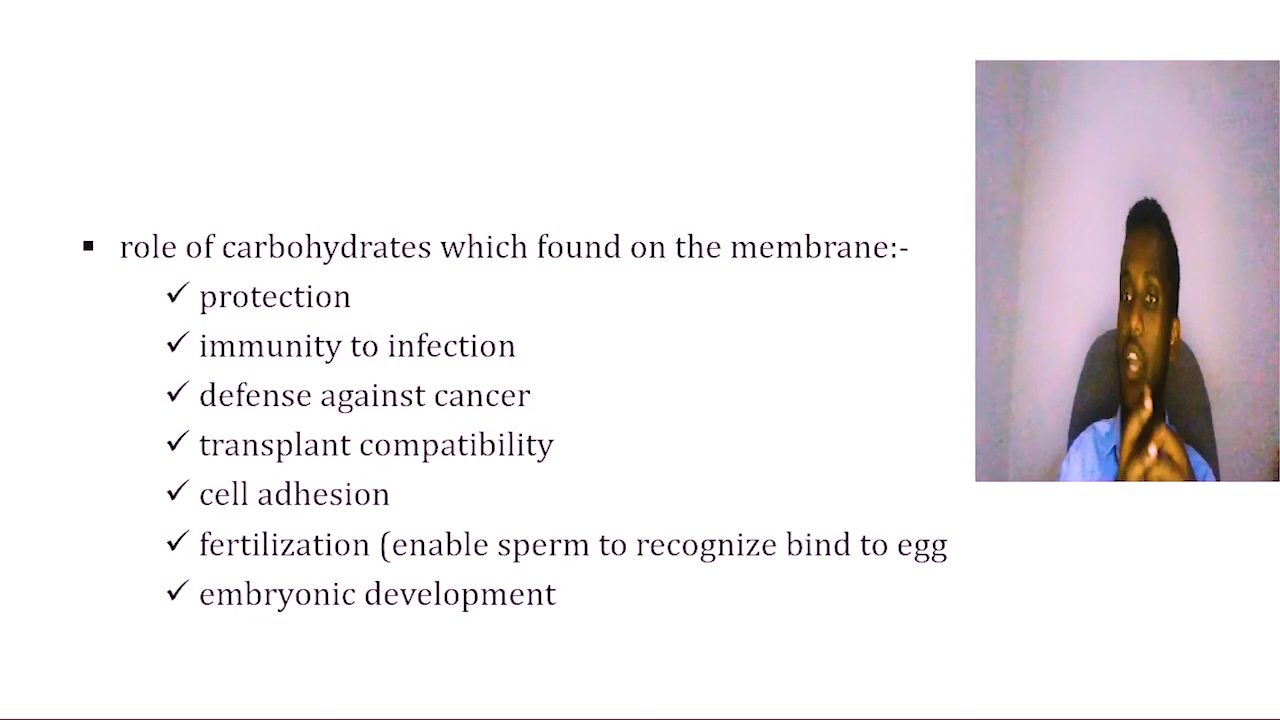 ▪ role of carbohydrates which found on the membrane:-
✓ protection
✓ immunity to infection
✓ defense against cancer
✓ transplant compatibility
✓ cell adhesion
✓ fertilization (enable sperm to recognize bind to egg
✓ embryonic development